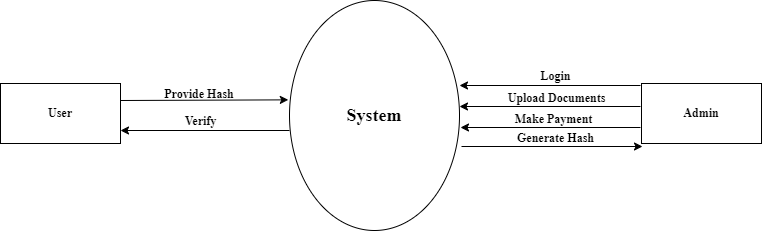 Login
Provide Hash
Upload Documents
User
System
Admin
Verify
Make Payment
Generate Hash